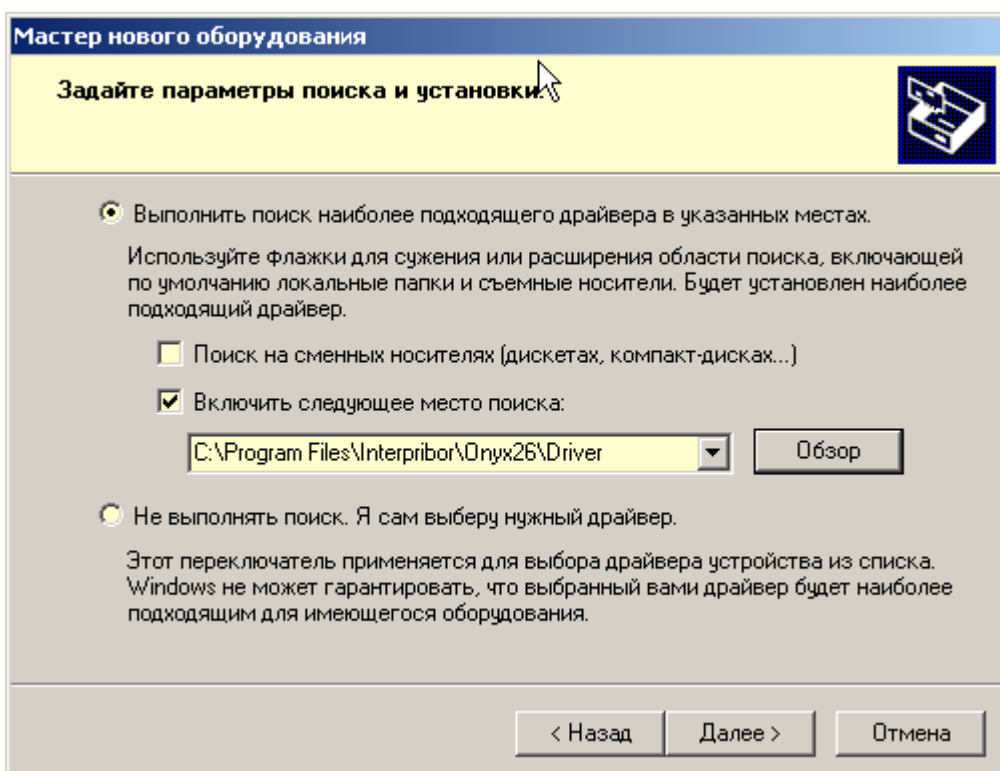 Мастер нового оборудования
Задайте параметры поиска и установки.
Выполнить поиск наиболее подходящего драйвера в указанных местах.
Используйте флажки для сужения или расширения области поиска, включающей
по умолчанию локальные папки и съемные носители. Будет установлен наиболее
подходящий драйвер.
Поиск на сменных носителях (дискетах, компакт-дисках...)
Включить следующее место поиска:
C:\Program Files\Interpribor\Onyx26\Driver
Обзор
Не выполнять поиск. Я сам выберу нужный драйвер.
Этот переключатель применяется для выбора драйвера устройства из списка.
Windows не может гарантировать, что выбранный вами драйвер будет наиболее
подходящим для имеющегося оборудования.
< Назад
Далее >
Отмена